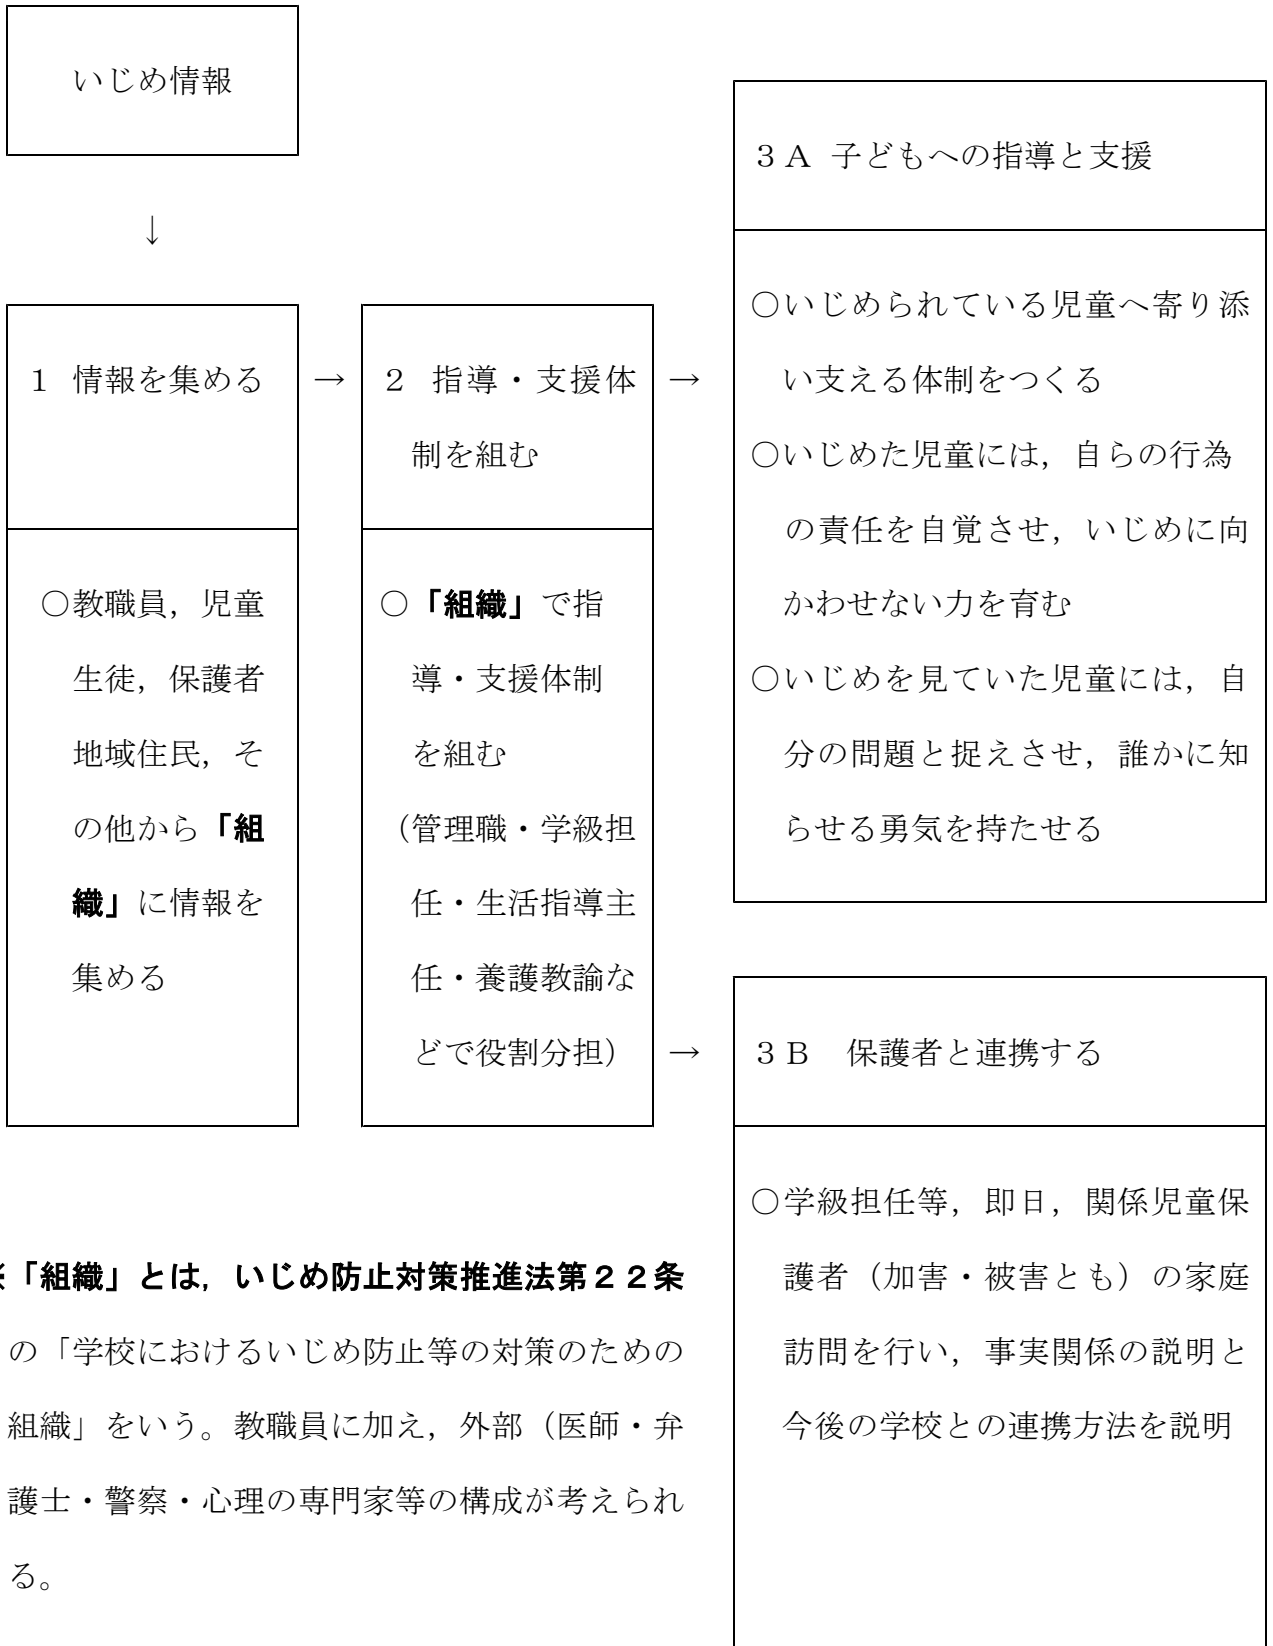 いじめ情報
↓
1 情報を集める
→
○教職員，児童
生徒，保護者
地域住民，そ
の他から「組
織」に情報を
集める
2 指導・支援体
制を組む
→
○「組織」で指
導・支援体制
を組む
（管理職・学級担
任・生活指導主
任・養護教諭な
どで役割分担）
→
3A 子どもへの指導と支援
○いじめられている児童へ寄り添
い支える体制をつくる
○いじめた児童には，自らの行為
の責任を自覚させ，いじめに向
かわせない力を育む
○いじめを見ていた児童には，自
分の問題と捉えさせ，誰かに知
らせる勇気を持たせる
3B 保護者と連携する
○学級担任等，即日，関係児童保
護者（加害・被害とも）の家庭
訪問を行い，事実関係の説明と
今後の学校との連携方法を説明
※「組織」とは，いじめ防止対策推進法第２２条
の「学校におけるいじめ防止等の対策のための
組織」をいう。教職員に加え，外部（医師・弁
護士・警察・心理の専門家等の構成が考えられ
る。